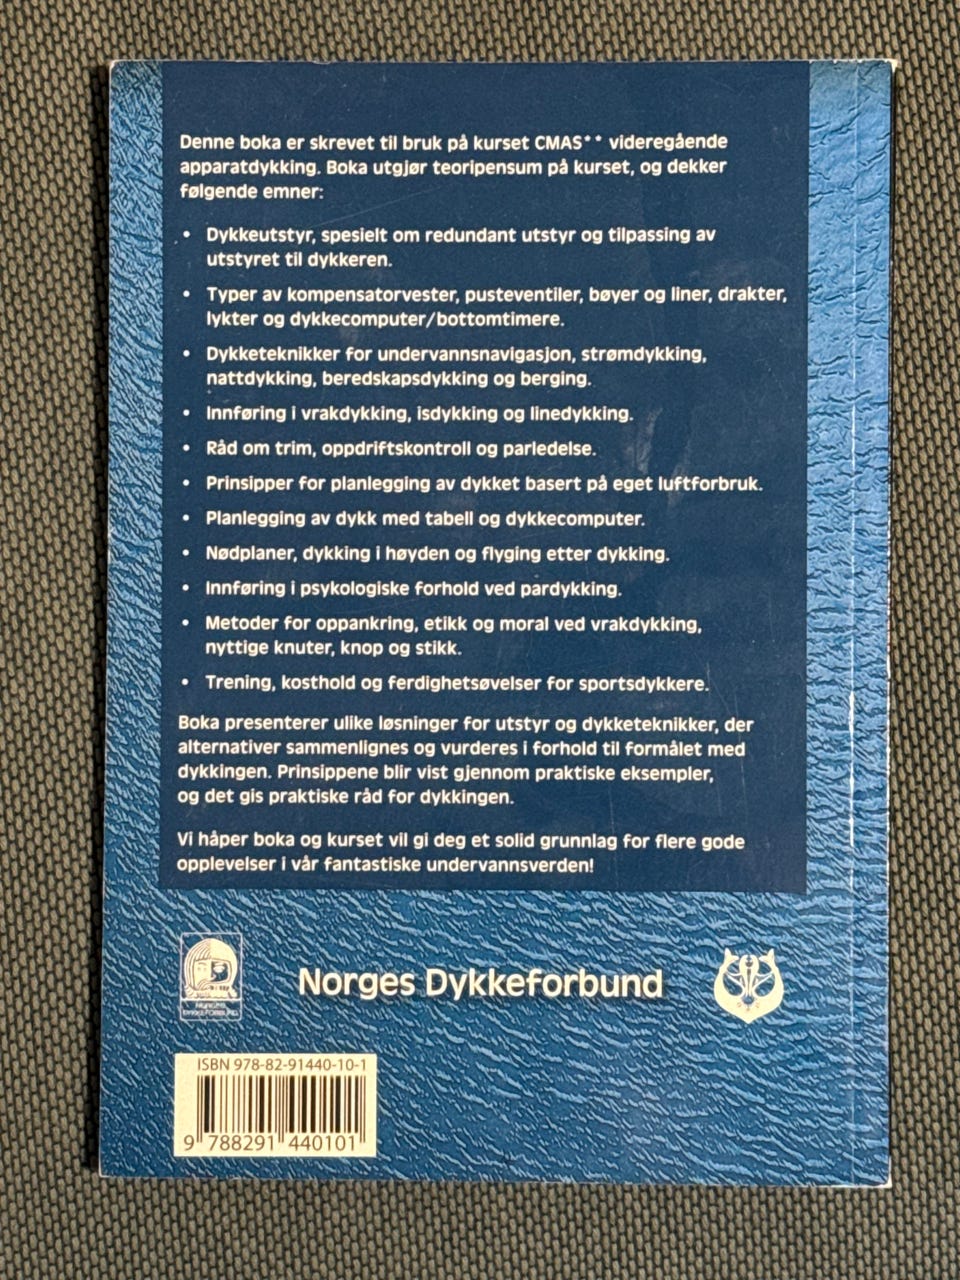 Denne boka er skrevet til bruk på kurset CMAS** videregående
apparatdykking. Boka utgjør teoripensum på kurset, og dekker
følgende emner:
• Dykkeutstyr, spesielt om redundant utstyr og tilpassing av
utstyret til dykkeren.
• Typer av kompensatorvester, pusteventiler, bøyer og liner, drakter,
lykter og dykkecomputer/bottomtimere.
• Dykketeknikker for undervannsnavigasjon, strømdykking,
nattdykking, beredskapsdykking og berging.
• Innføring i vrakdykking, isdykking og linedykking.
• Råd om trim, oppdriftskontroll og parledelse.
• Prinsipper for planlegging av dykket basert på eget luftforbruk.
• Planlegging av dykk med tabell og dykkecomputer.
• Nødplaner, dykking i høyden og flyging etter dykking.
• Innføring i psykologiske forhold ved pardykking.
• Metoder for oppankring, etikk og moral ved vrakdykking,
nyttige knuter, knop og stikk.
• Trening, kosthold og ferdighetsøvelser for sportsdykkere.
Boka presenterer ulike løsninger for utstyr og dykketeknikker, der
alternativer sammenlignes og vurderes i forhold til formålet med
dykkingen. Prinsippene blir vist gjennom praktiske eksempler,
og det gis praktiske råd for dykkingen.
Vi håper boka og kurset vil gi deg et solid grunnlag for flere gode
opplevelser i vår fantastiske undervannsverden!
NORGES
DYKKEFORBUND
Norges Dykkeforbund
ISBN 978-82-91440-10-1
9 788291 440101